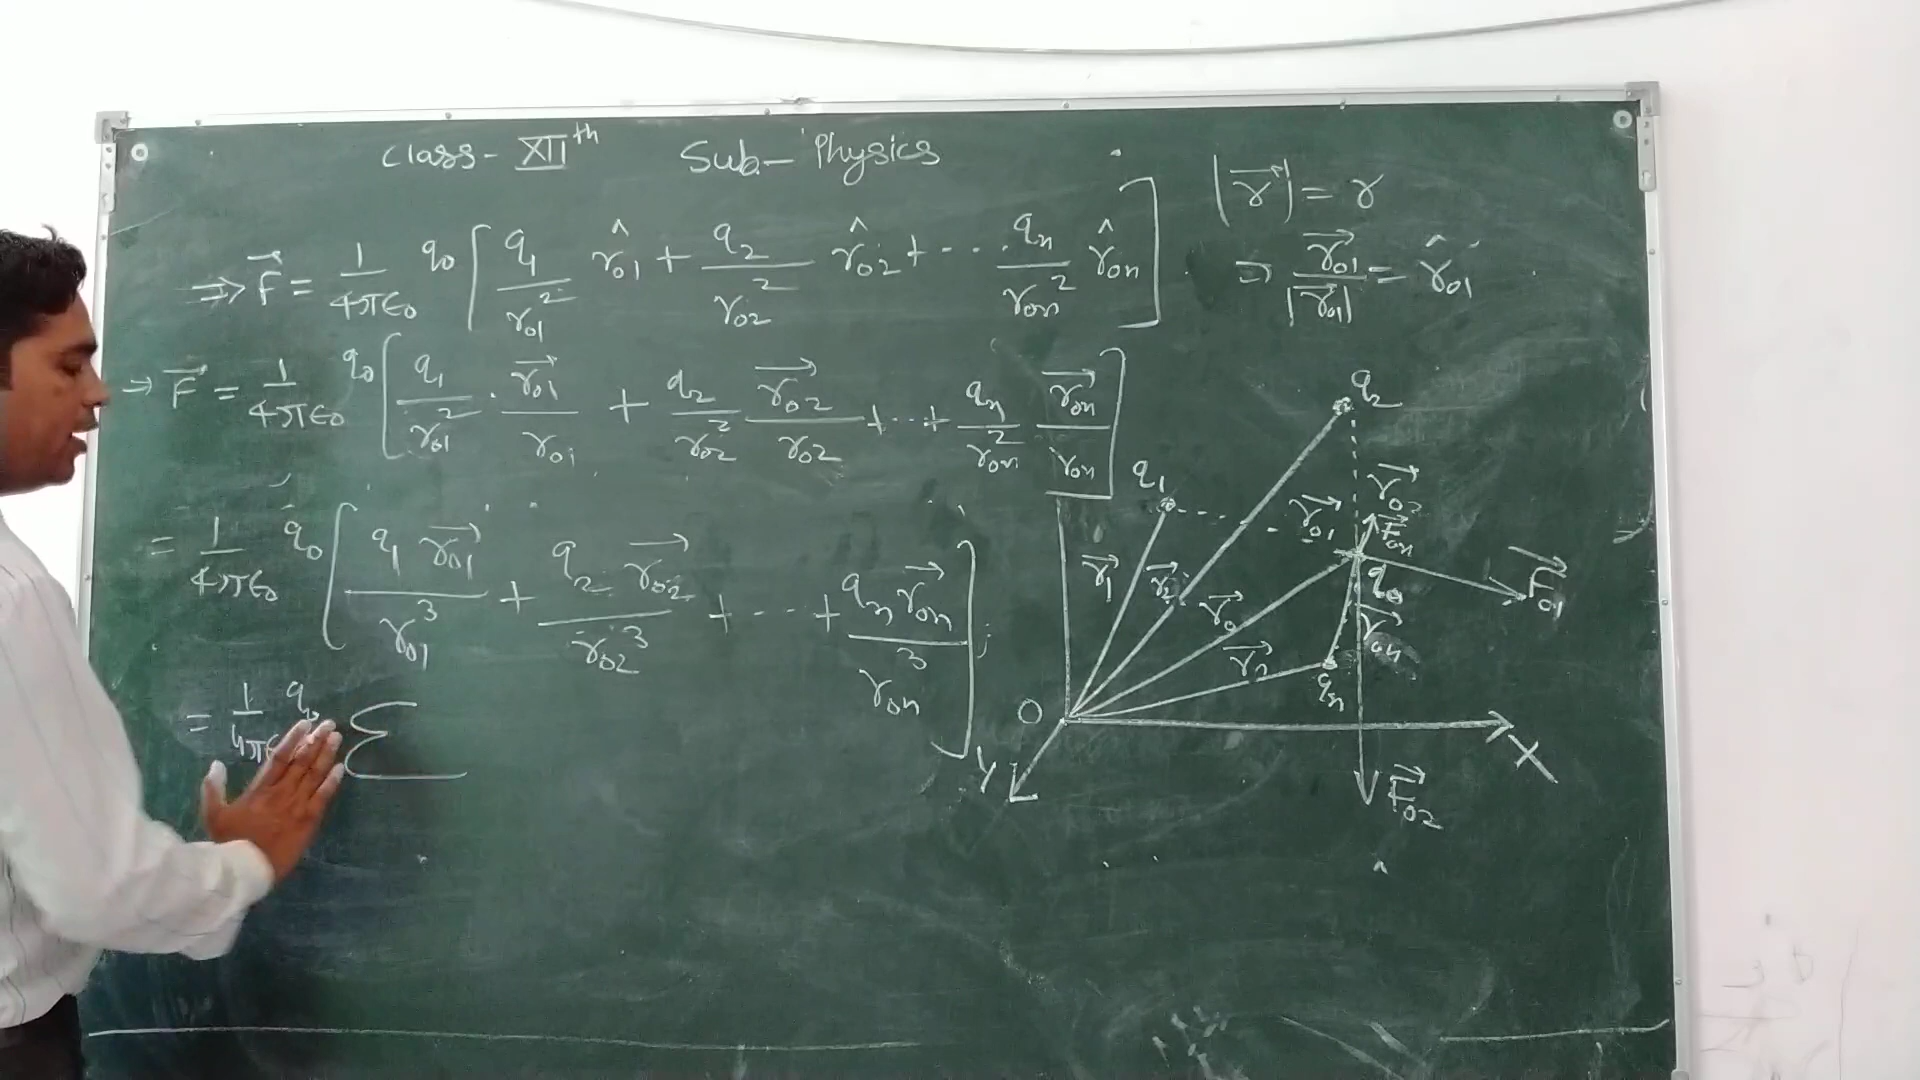 Class - XIIth Sub - Physics
⇒ F⃗ = 1/4πε₀ q₀ [ q₁/r₀₁² r̂₀₁ + q₂/r₀₂² r̂₀₂ + ... qₙ/r₀ₙ² r̂₀ₙ ]
|r⃗| = r
⇒ r⃗₀₁/|r⃗₀₁| = r̂₀₁
⇒ F⃗ = 1/4πε₀ q₀ [ q₁/r₀₁² · r⃗₀₁/r₀₁ + q₂/r₀₂² r⃗₀₂/r₀₂ + ... + qₙ/r₀ₙ² r⃗₀ₙ/r₀ₙ ]
= 1/4πε₀ q₀ [ q₁ r⃗₀₁/r₀₁³ + q₂ r⃗₀₂/r₀₂³ + ... + qₙ r⃗₀ₙ/r₀ₙ³ ]
= 1/4πε q₀ Σ
q₂
q₁
r⃗₀₂
r⃗₀₁
F⃗₀ₙ
r⃗₁
r⃗₂
q₀
F⃗₀₁
r⃗₀
r⃗₀ₙ
r⃗ₙ
qₙ
O
X
Y
F⃗₀₂